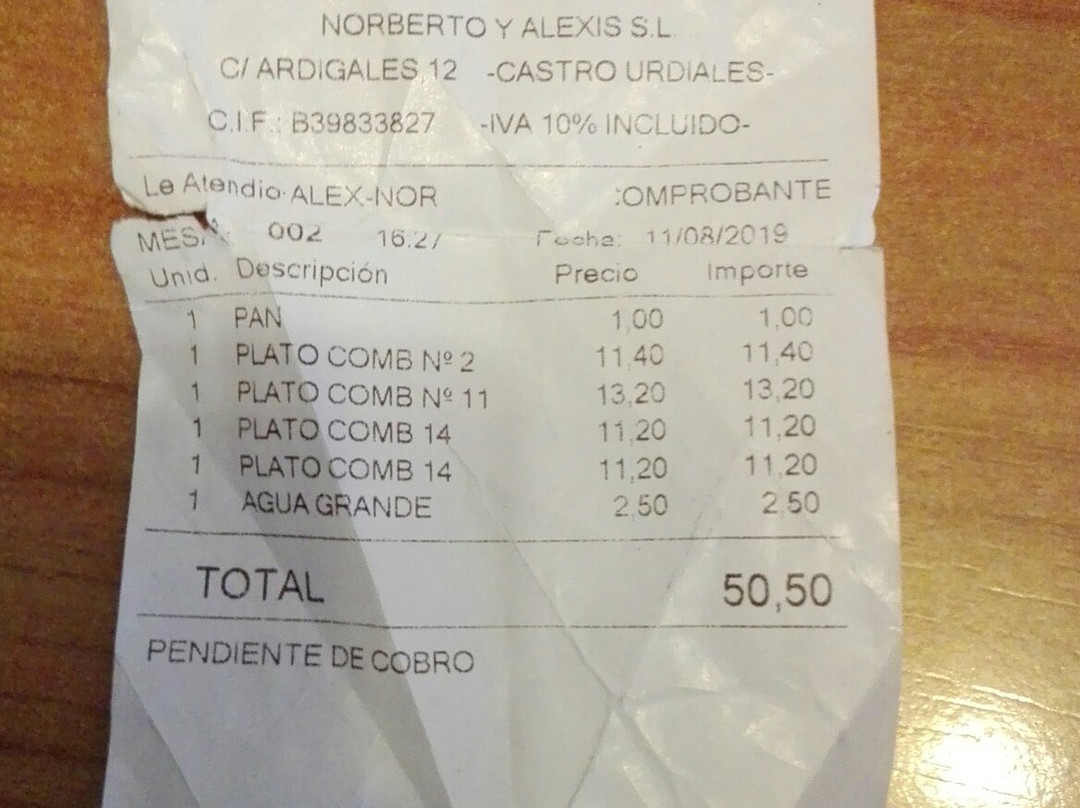 NORBERTO Y ALEXIS S.L.
C/ ARDIGALES,12 -CASTRO URDIALES-
C.I.F.: B39833827 -IVA 10% INCLUIDO-
Le Atendio ALEX-NOR COMPROBANTE
MESA: 002 16:27 Fecha: 11/08/2019
Unid. Descripción Precio Importe
1 PAN 1,00 1,00
1 PLATO COMB Nº 2 11,40 11,40
1 PLATO COMB Nº 11 13,20 13,20
1 PLATO COMB 14 11,20 11,20
1 PLATO COMB 14 11,20 11,20
1 AGUA GRANDE 2,50 2,50
TOTAL 50,50
PENDIENTE DE COBRO